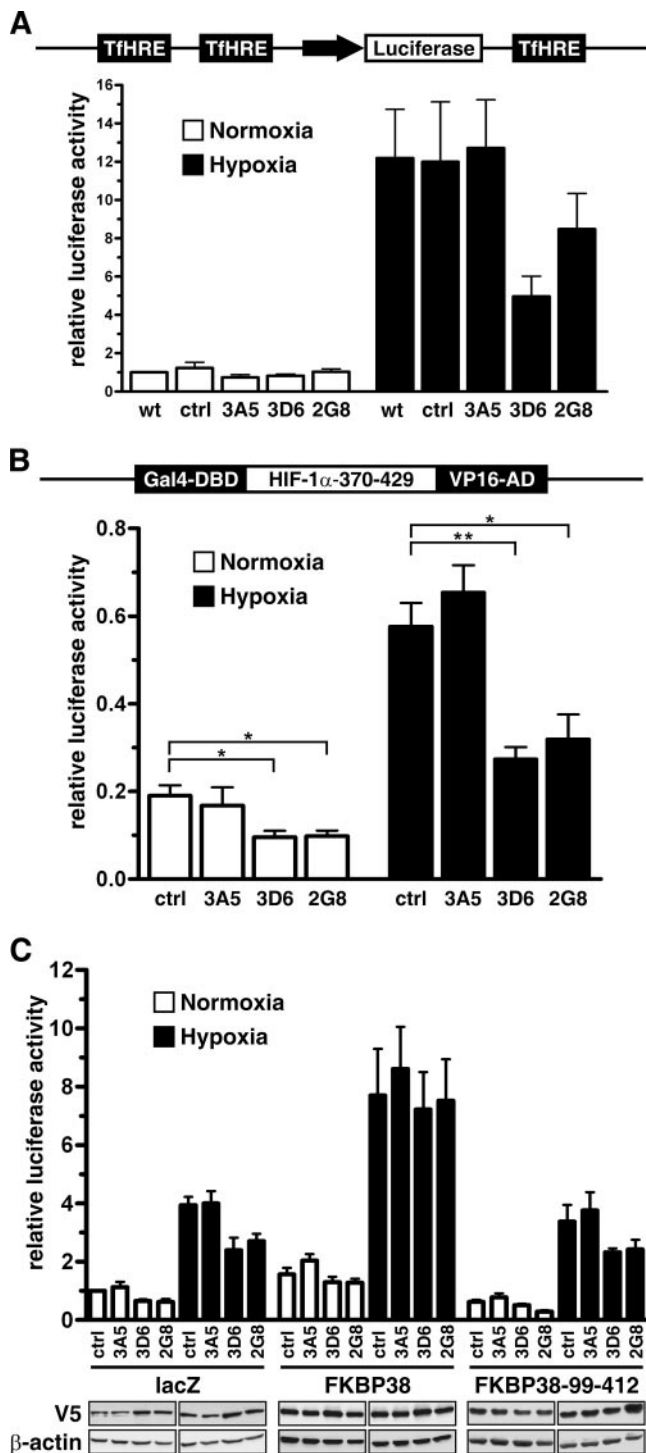 A
TfHRE TfHRE Luciferase TfHRE
relative luciferase activity
16
14
12
10
8
6
4
2
0
Normoxia
Hypoxia
wt ctrl 3A5 3D6 2G8 wt ctrl 3A5 3D6 2G8
B
Gal4-DBD HIF-1α-370-429 VP16-AD
relative luciferase activity
0.8
0.6
0.4
0.2
0.0
Normoxia
Hypoxia
*
*
*
**
ctrl 3A5 3D6 2G8 ctrl 3A5 3D6 2G8
C
relative luciferase activity
12
10
8
6
4
2
0
Normoxia
Hypoxia
ctrl 3A5 3D6 2G8 ctrl 3A5 3D6 2G8 ctrl 3A5 3D6 2G8 ctrl 3A5 3D6 2G8 ctrl 3A5 3D6 2G8 ctrl 3A5 3D6 2G8
lacZ FKBP38 FKBP38-99-412
V5
β-actin